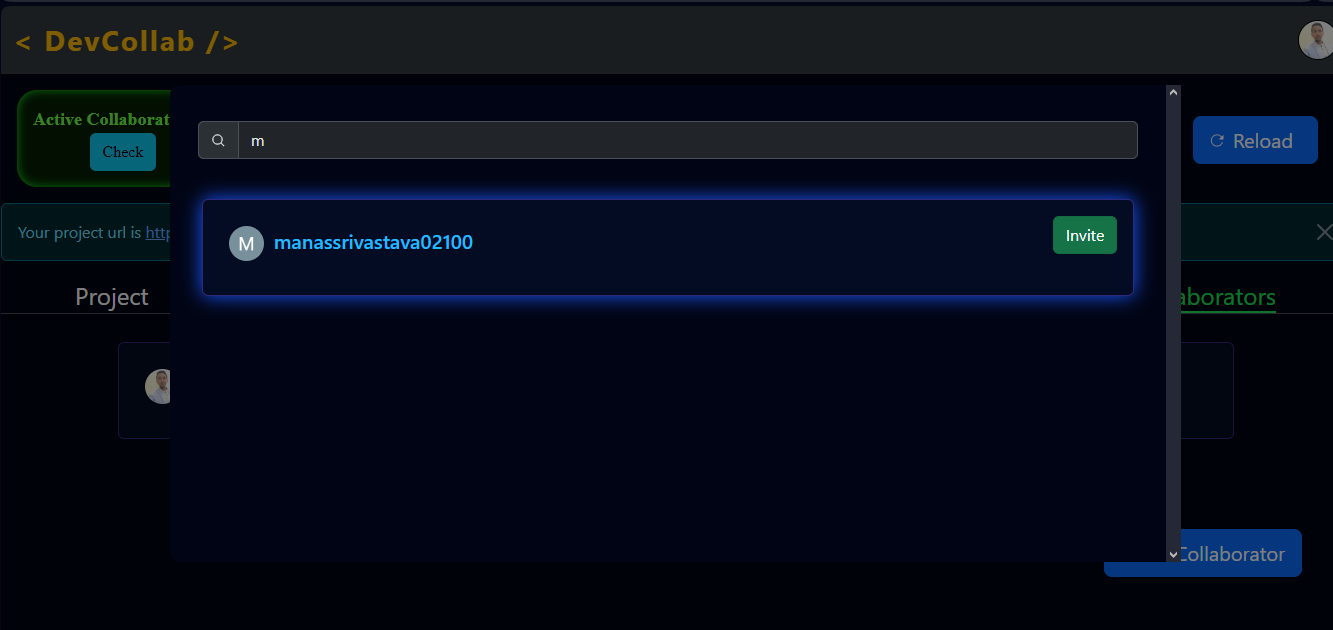 < DevCollab />
Active Collaborat
Check
m
Reload
M manassrivastava02100
Invite
Your project url is http
Project
aborators
Collaborator